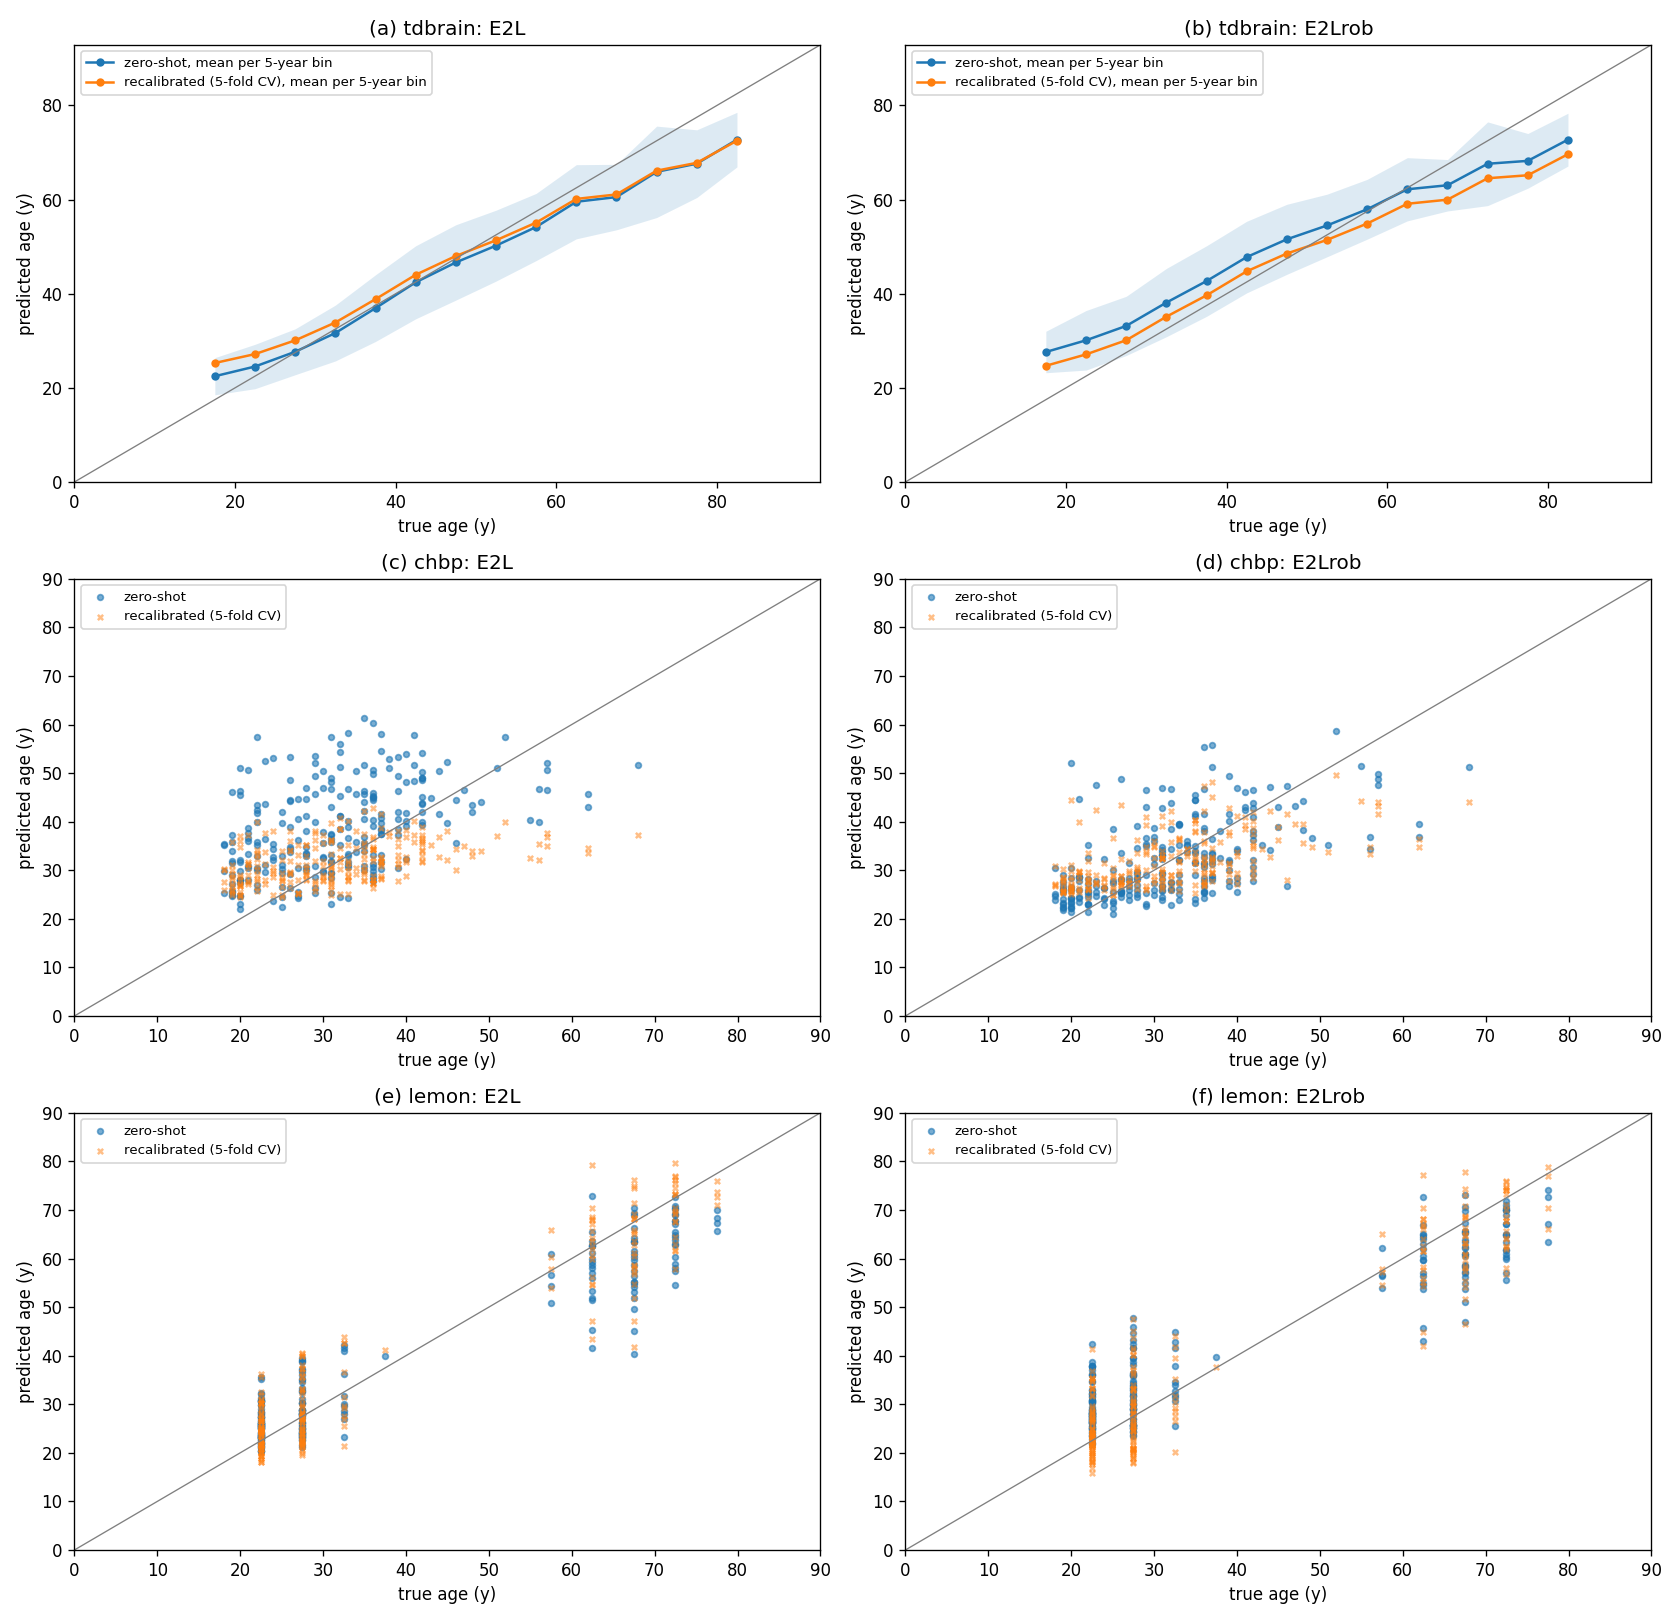 (a) tdbrain: E2L
zero-shot, mean per 5-year bin
recalibrated (5-fold CV), mean per 5-year bin
80
60
40
20
0
predicted age (y)
0 20 40 60 80
true age (y)
(b) tdbrain: E2Lrob
zero-shot, mean per 5-year bin
recalibrated (5-fold CV), mean per 5-year bin
80
60
40
20
0
predicted age (y)
0 20 40 60 80
true age (y)
(c) chbp: E2L
zero-shot
recalibrated (5-fold CV)
90
80
70
60
50
40
30
20
10
0
predicted age (y)
0 10 20 30 40 50 60 70 80 90
true age (y)
(d) chbp: E2Lrob
zero-shot
recalibrated (5-fold CV)
90
80
70
60
50
40
30
20
10
0
predicted age (y)
0 10 20 30 40 50 60 70 80 90
true age (y)
(e) lemon: E2L
zero-shot
recalibrated (5-fold CV)
90
80
70
60
50
40
30
20
10
0
predicted age (y)
0 10 20 30 40 50 60 70 80 90
true age (y)
(f) lemon: E2Lrob
zero-shot
recalibrated (5-fold CV)
90
80
70
60
50
40
30
20
10
0
predicted age (y)
0 10 20 30 40 50 60 70 80 90
true age (y)